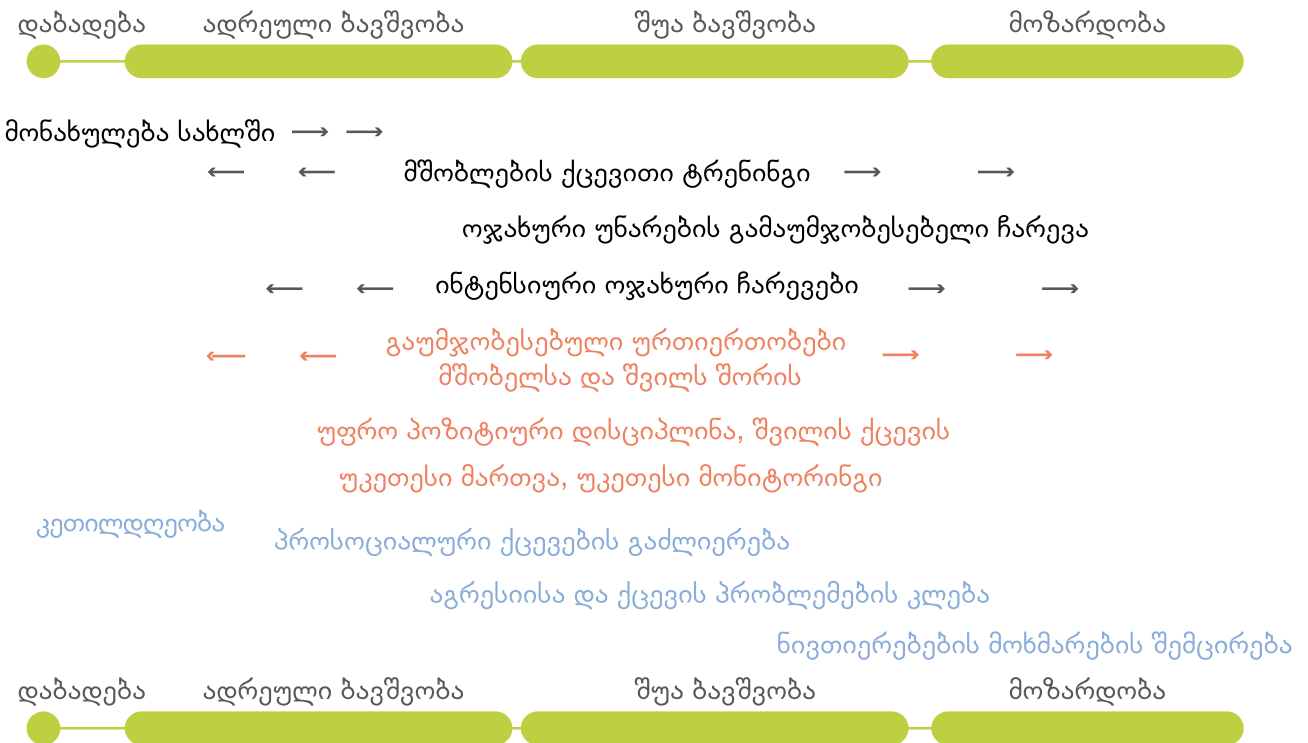 დაბადება ადრეული ბავშვობა შუა ბავშვობა მოზარდობა
მონახულება სახლში
მშობლების ქცევითი ტრენინგი
ოჯახური უნარების გამაუმჯობესებელი ჩარევა
ინტენსიური ოჯახური ჩარევები
გაუმჯობესებული ურთიერთობები
მშობელსა და შვილს შორის
უფრო პოზიტიური დისციპლინა, შვილის ქცევის
უკეთესი მართვა, უკეთესი მონიტორინგი
კეთილდღეობა
პროსოციალური ქცევების გაძლიერება
აგრესიისა და ქცევის პრობლემების კლება
ნივთიერებების მოხმარების შემცირება
დაბადება ადრეული ბავშვობა შუა ბავშვობა მოზარდობა